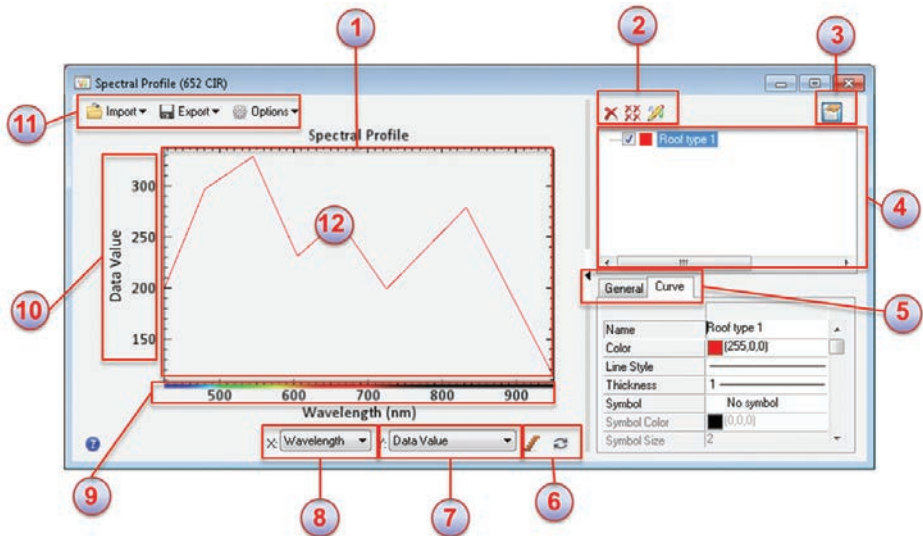 1
2
3
Spectral Profile (652 CIR)
Import
Export
Options
11
Spectral Profile
Roof type 1
4
Data Value
300
250
200
150
12
10
General
Curve
5
Name
Roof type 1
Color
(255,0,0)
Line Style
Thickness
1
Symbol
No symbol
Symbol Color
(0,0,0)
Symbol Size
2
500
600
700
800
900
Wavelength (nm)
X:
Wavelength
Data Value
?
9
8
7
6